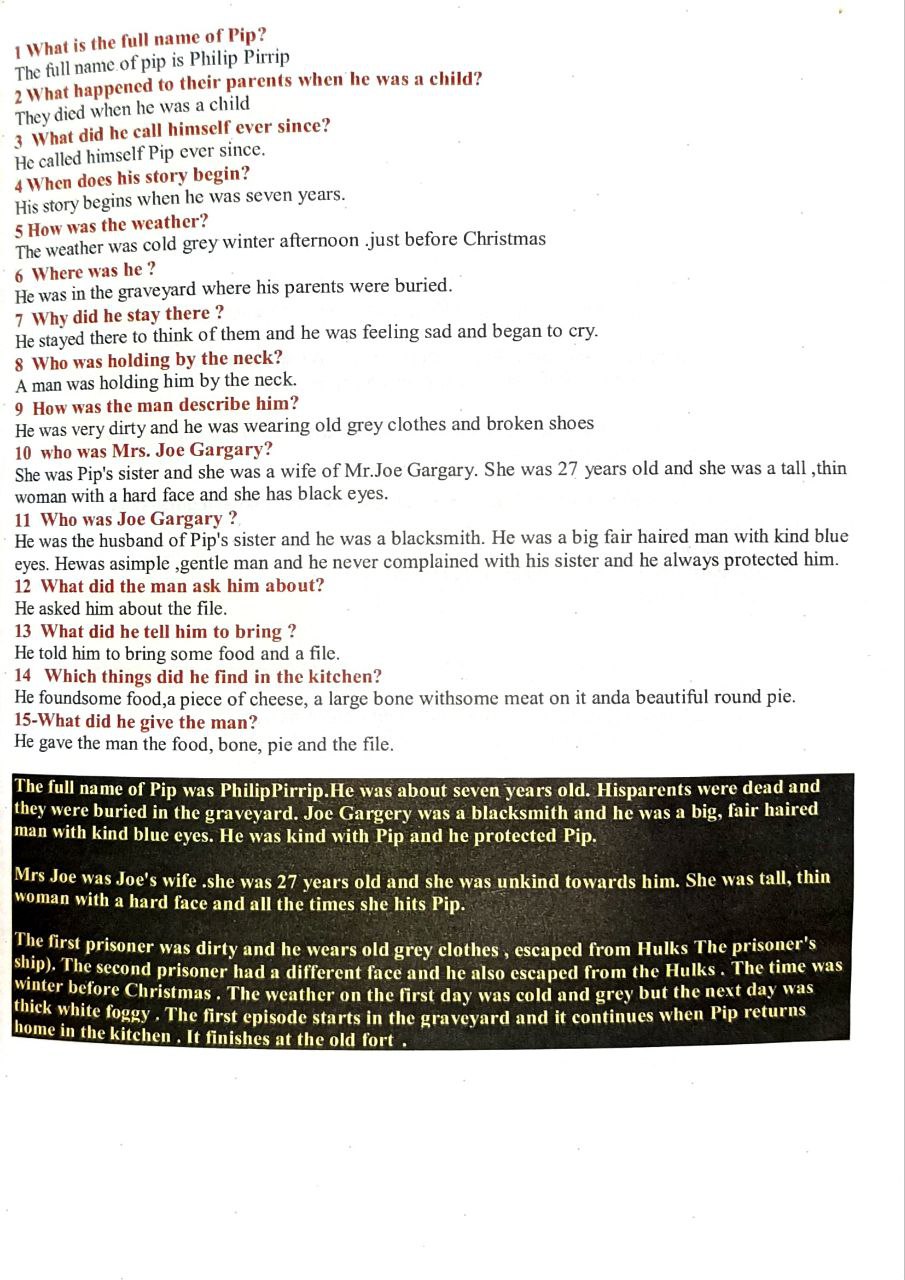 1 What is the full name of Pip?
The full name of pip is Philip Pirrip
2 What happened to their parents when he was a child?
They died when he was a child
3 What did he call himself ever since?
He called himself Pip ever since.
4 When does his story begin?
His story begins when he was seven years.
5 How was the weather?
The weather was cold grey winter afternoon .just before Christmas
6 Where was he ?
He was in the graveyard where his parents were buried.
7 Why did he stay there ?
He stayed there to think of them and he was feeling sad and began to cry.
8 Who was holding by the neck?
A man was holding him by the neck.
9 How was the man describe him?
He was very dirty and he was wearing old grey clothes and broken shoes
10 who was Mrs. Joe Gargary?
She was Pip's sister and she was a wife of Mr.Joe Gargary. She was 27 years old and she was a tall ,thin
woman with a hard face and she has black eyes.
11 Who was Joe Gargary ?
He was the husband of Pip's sister and he was a blacksmith. He was a big fair haired man with kind blue
eyes. Hewas asimple ,gentle man and he never complained with his sister and he always protected him.
12 What did the man ask him about?
He asked him about the file.
13 What did he tell him to bring ?
He told him to bring some food and a file.
14 Which things did he find in the kitchen?
He foundsome food,a piece of cheese, a large bone withsome meat on it anda beautiful round pie.
15-What did he give the man?
He gave the man the food, bone, pie and the file.
The full name of Pip was PhilipPirrip.He was about seven years old. Hisparents were dead and
they were buried in the graveyard. Joe Gargery was a blacksmith and he was a big, fair haired
man with kind blue eyes. He was kind with Pip and he protected Pip.
Mrs Joe was Joe's wife .she was 27 years old and she was unkind towards him. She was tall, thin
woman with a hard face and all the times she hits Pip.
The first prisoner was dirty and he wears old grey clothes , escaped from Hulks The prisoner's
ship). The second prisoner had a different face and he also escaped from the Hulks . The time was
winter before Christmas . The weather on the first day was cold and grey but the next day was
thick white foggy . The first episode starts in the graveyard and it continues when Pip returns
home in the kitchen . It finishes at the old fort .